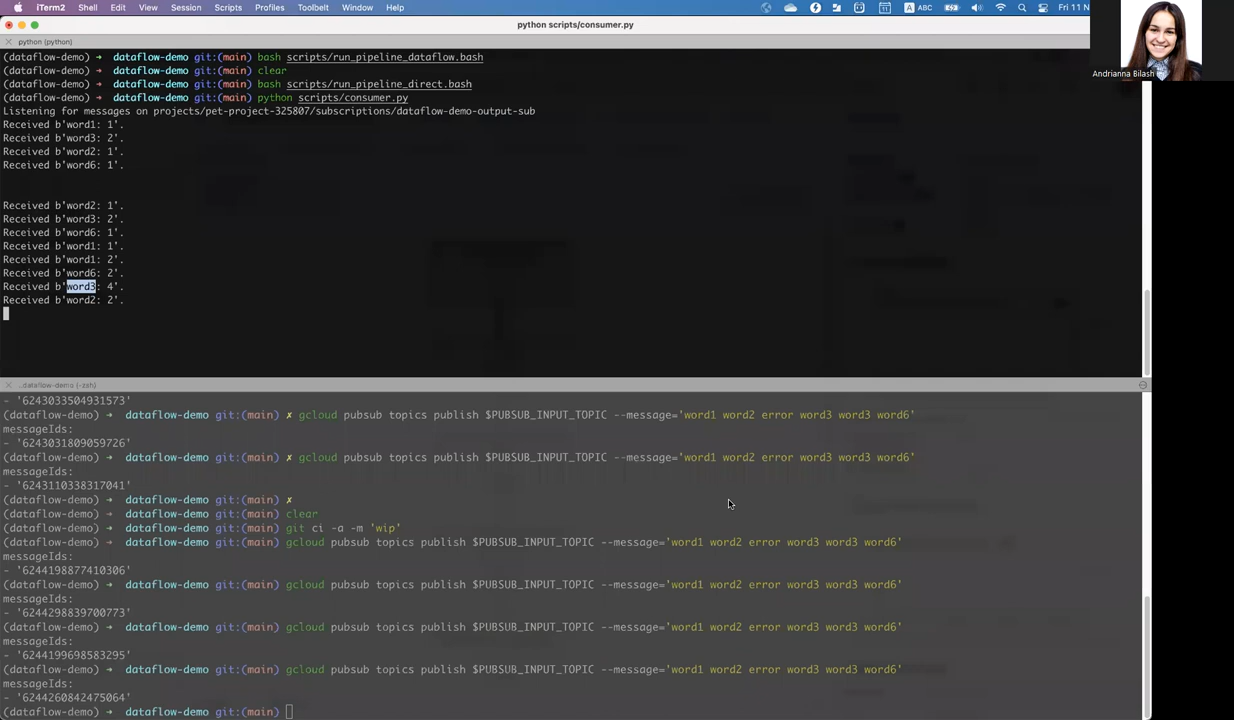 iTerm2 Shell Edit View Session Scripts Profiles Toolbelt Window Help
ABC
Fri 11 N
python scripts/consumer.py
python (python)
Andrianna Bilash
(dataflow-demo) ➜ dataflow-demo git:(main) bash scripts/run_pipeline_dataflow.bash
(dataflow-demo) ➜ dataflow-demo git:(main) clear
(dataflow-demo) ➜ dataflow-demo git:(main) bash scripts/run_pipeline_direct.bash
(dataflow-demo) ➜ dataflow-demo git:(main) python scripts/consumer.py
Listening for messages on projects/pet-project-325807/subscriptions/dataflow-demo-output-sub
Received b'word1: 1'.
Received b'word3: 2'.
Received b'word2: 1'.
Received b'word6: 1'.
Received b'word2: 1'.
Received b'word3: 2'.
Received b'word6: 1'.
Received b'word1: 1'.
Received b'word1: 2'.
Received b'word6: 2'.
Received b'word3: 4'.
Received b'word2: 2'.
..dataflow-demo (-zsh)
- '6243033504931573'
(dataflow-demo) ➜ dataflow-demo git:(main) ✗ gcloud pubsub topics publish $PUBSUB_INPUT_TOPIC --message='word1 word2 error word3 word3 word6'
messageIds:
- '6243031809059726'
(dataflow-demo) ➜ dataflow-demo git:(main) ✗ gcloud pubsub topics publish $PUBSUB_INPUT_TOPIC --message='word1 word2 error word3 word3 word6'
messageIds:
- '6243110338317041'
(dataflow-demo) ➜ dataflow-demo git:(main) ✗
(dataflow-demo) ➜ dataflow-demo git:(main) clear
(dataflow-demo) ➜ dataflow-demo git:(main) git ci -a -m 'wip'
(dataflow-demo) ➜ dataflow-demo git:(main) gcloud pubsub topics publish $PUBSUB_INPUT_TOPIC --message='word1 word2 error word3 word3 word6'
messageIds:
- '6244198877410306'
(dataflow-demo) ➜ dataflow-demo git:(main) gcloud pubsub topics publish $PUBSUB_INPUT_TOPIC --message='word1 word2 error word3 word3 word6'
messageIds:
- '6244298839700773'
(dataflow-demo) ➜ dataflow-demo git:(main) gcloud pubsub topics publish $PUBSUB_INPUT_TOPIC --message='word1 word2 error word3 word3 word6'
messageIds:
- '6244199698583295'
(dataflow-demo) ➜ dataflow-demo git:(main) gcloud pubsub topics publish $PUBSUB_INPUT_TOPIC --message='word1 word2 error word3 word3 word6'
messageIds:
- '6244260842475064'
(dataflow-demo) ➜ dataflow-demo git:(main)